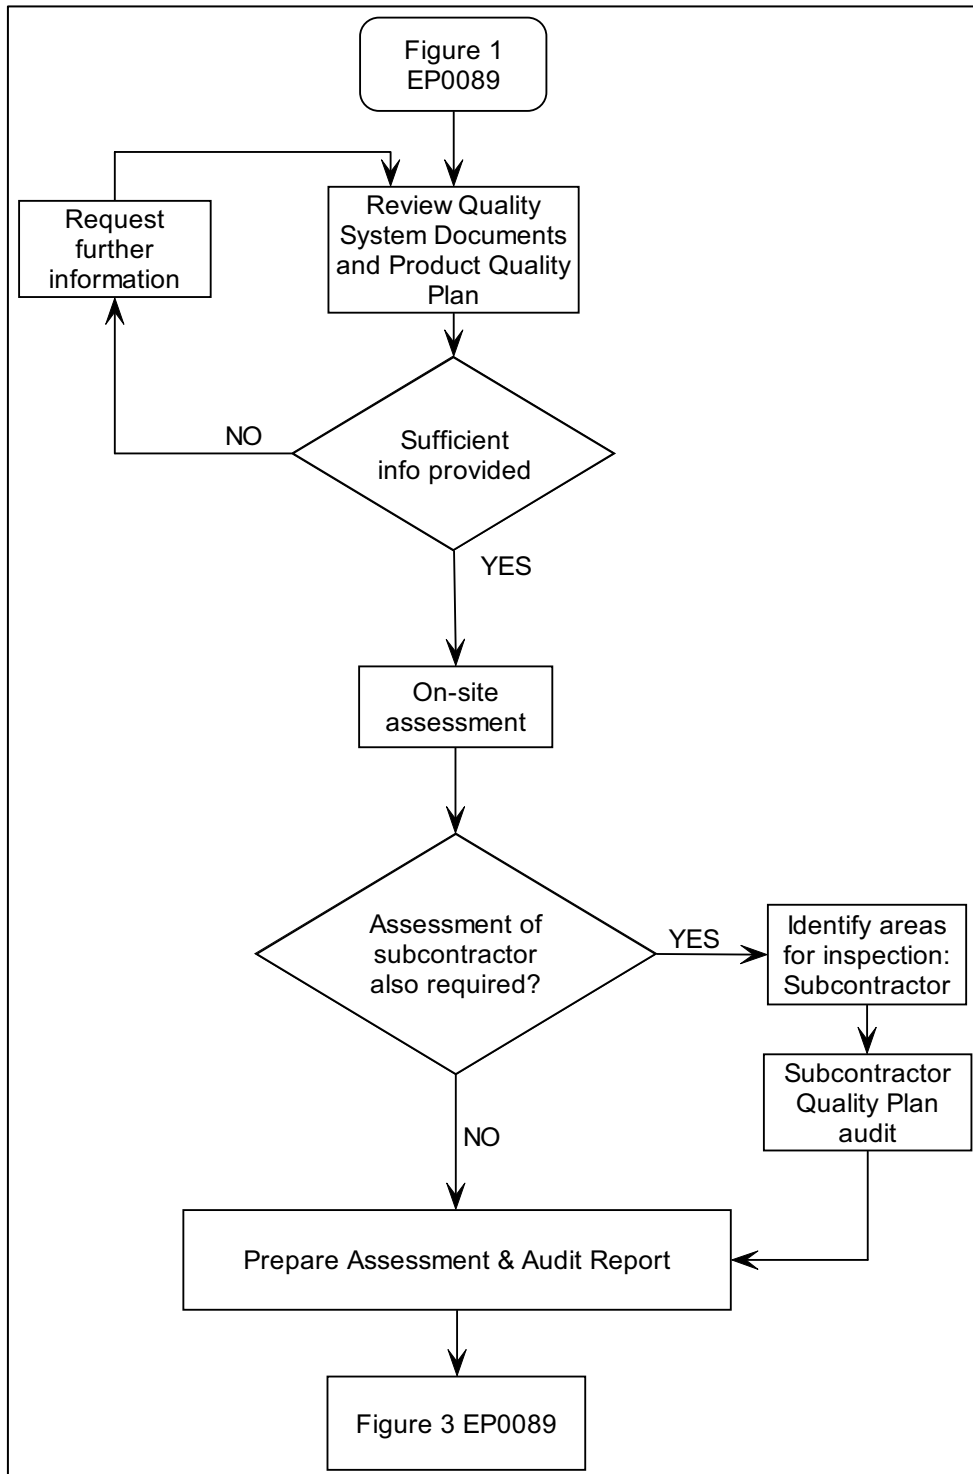 Figure 1
EP0089
Request
further
information
Review Quality
System Documents
and Product Quality
Plan
NO
Sufficient
info provided
YES
On-site
assessment
Assessment of
subcontractor
also required?
YES
Identify areas
for inspection:
Subcontractor
Subcontractor
Quality Plan
audit
NO
Prepare Assessment & Audit Report
Figure 3 EP0089